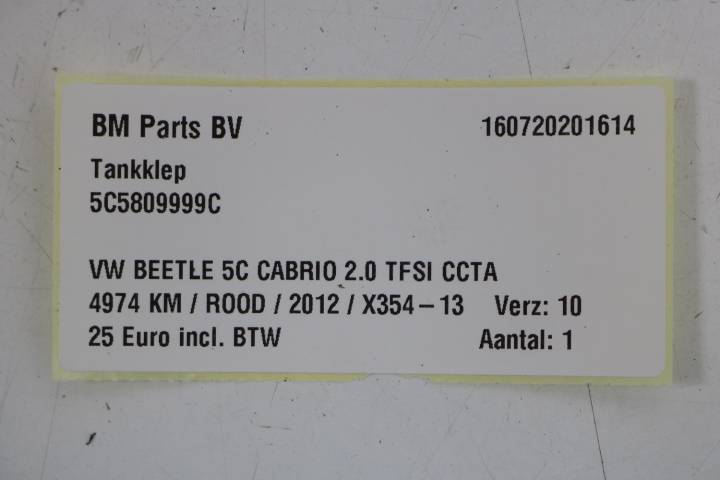 BM Parts BV 160720201614
Tankklep
5C5809999C
VW BEETLE 5C CABRIO 2.0 TFSI CCTA
4974 KM / ROOD / 2012 / X354-13 Verz: 10
25 Euro incl. BTW Aantal: 1